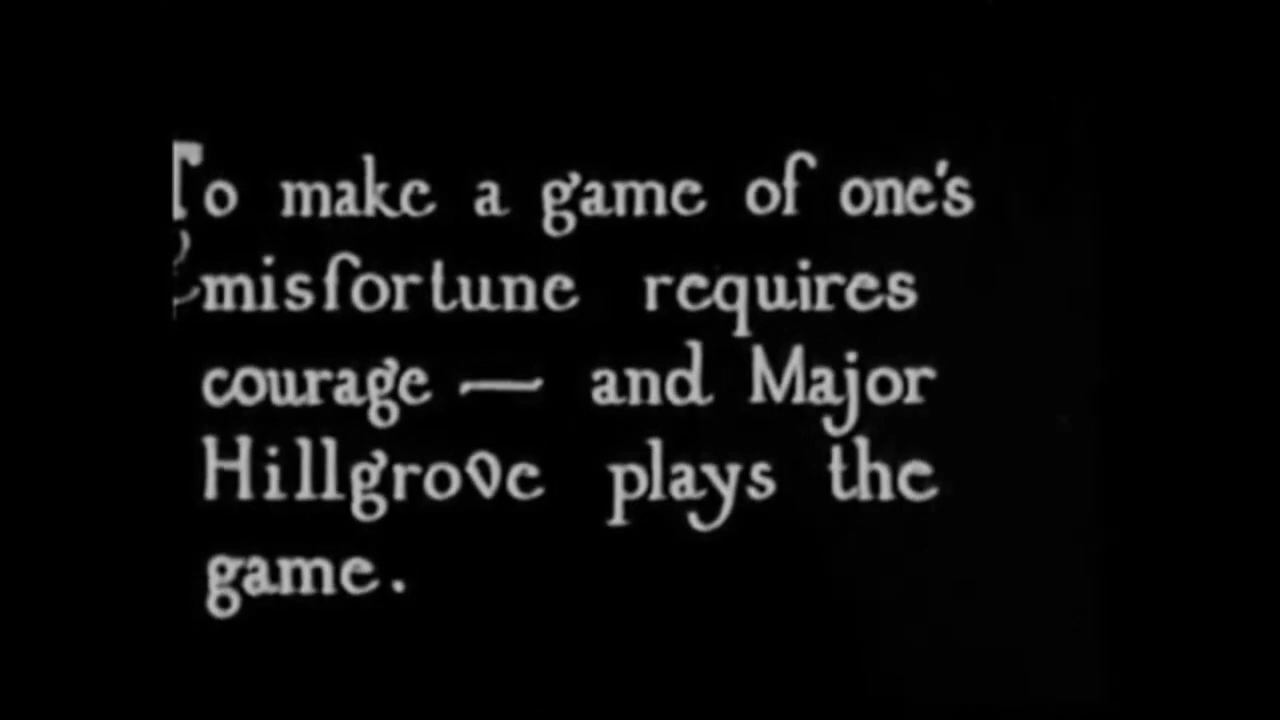 To make a game of one's
misfortune requires
courage — and Major
Hillgrove plays the
game.